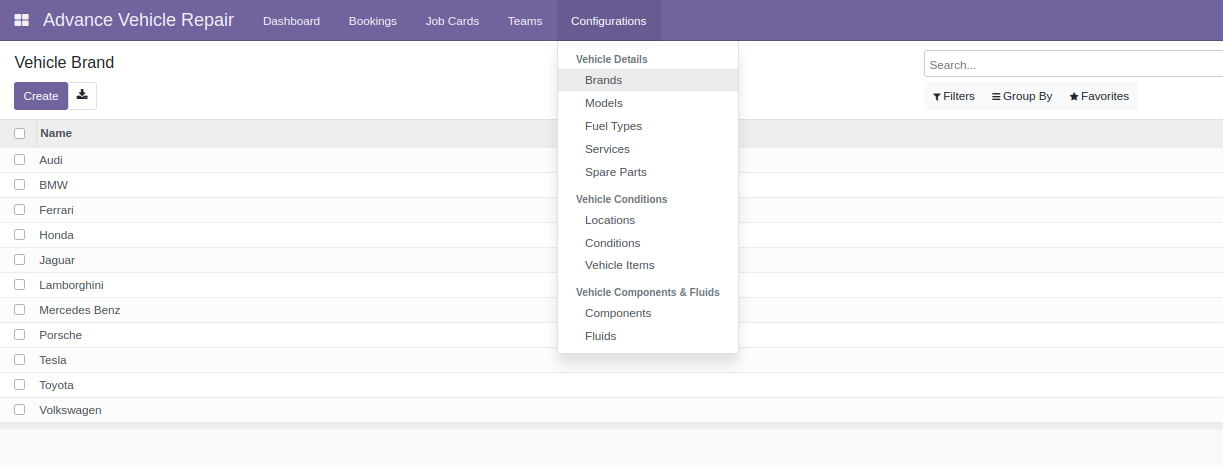 Advance Vehicle Repair Dashboard Bookings Job Cards Teams Configurations
Vehicle Brand
Create
Search...
Filters Group By Favorites
Vehicle Details
Brands
Models
Fuel Types
Services
Spare Parts
Vehicle Conditions
Locations
Conditions
Vehicle Items
Vehicle Components & Fluids
Components
Fluids
Name
Audi
BMW
Ferrari
Honda
Jaguar
Lamborghini
Mercedes Benz
Porsche
Tesla
Toyota
Volkswagen